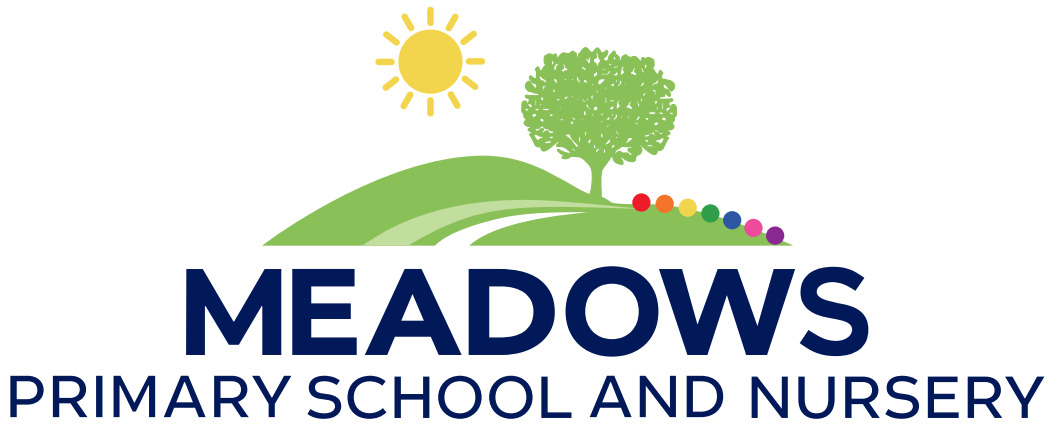 MEADOWS
PRIMARY SCHOOL AND NURSERY